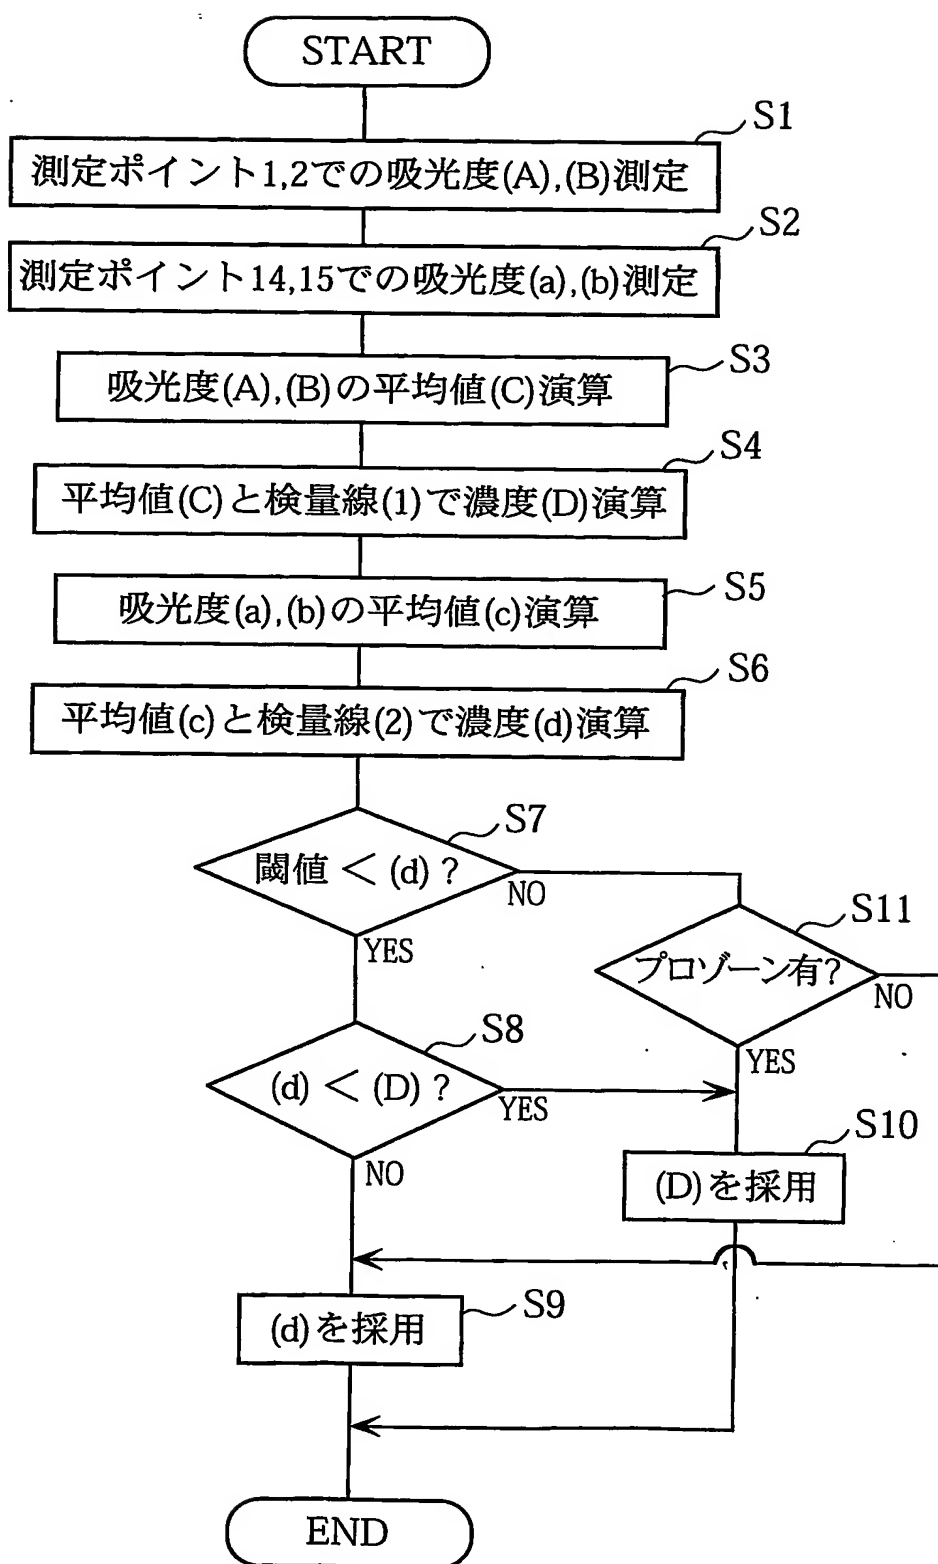 START
S1
測定ポイント1,2での吸光度(A),(B)測定
S2
測定ポイント14,15での吸光度(a),(b)測定
S3
吸光度(A),(B)の平均値(C)演算
S4
平均値(C)と検量線(1)で濃度(D)演算
S5
吸光度(a),(b)の平均値(c)演算
S6
平均値(c)と検量線(2)で濃度(d)演算
S7
閾値 < (d) ?
NO
YES
S11
プロゾーン有?
NO
YES
S8
(d) < (D) ?
YES
NO
S10
(D)を採用
S9
(d)を採用
END